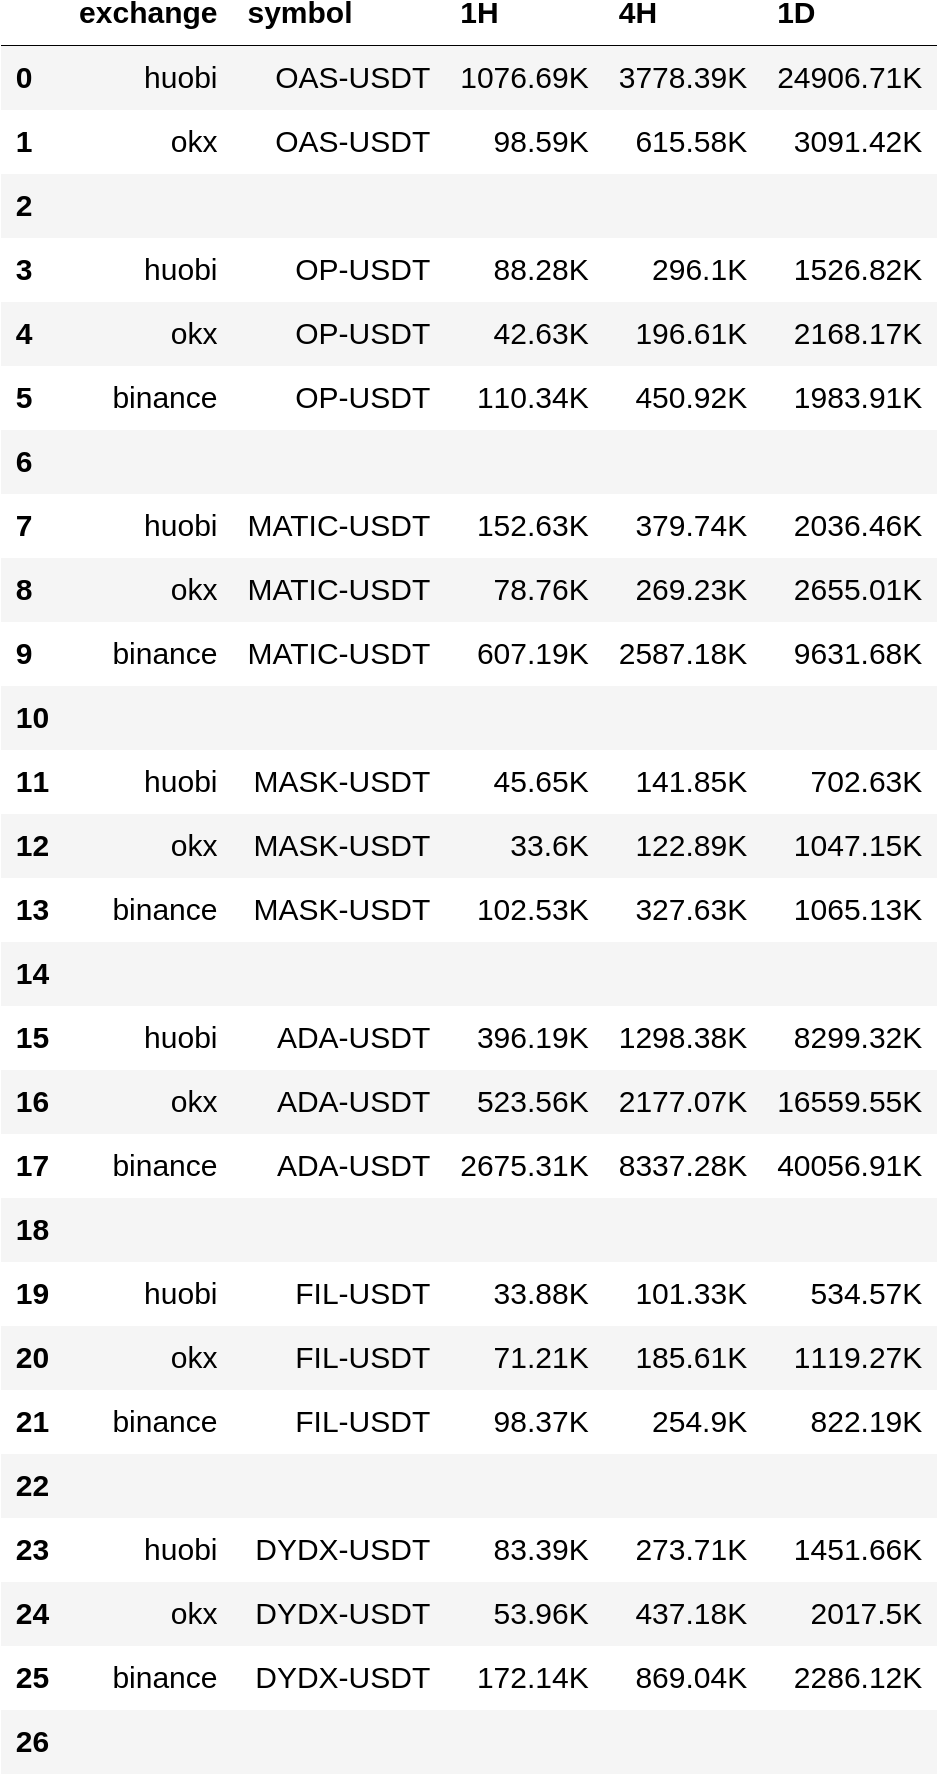 exchange symbol 1H 4H 1D
0 huobi OAS-USDT 1076.69K 3778.39K 24906.71K
1 okx OAS-USDT 98.59K 615.58K 3091.42K
2
3 huobi OP-USDT 88.28K 296.1K 1526.82K
4 okx OP-USDT 42.63K 196.61K 2168.17K
5 binance OP-USDT 110.34K 450.92K 1983.91K
6
7 huobi MATIC-USDT 152.63K 379.74K 2036.46K
8 okx MATIC-USDT 78.76K 269.23K 2655.01K
9 binance MATIC-USDT 607.19K 2587.18K 9631.68K
10
11 huobi MASK-USDT 45.65K 141.85K 702.63K
12 okx MASK-USDT 33.6K 122.89K 1047.15K
13 binance MASK-USDT 102.53K 327.63K 1065.13K
14
15 huobi ADA-USDT 396.19K 1298.38K 8299.32K
16 okx ADA-USDT 523.56K 2177.07K 16559.55K
17 binance ADA-USDT 2675.31K 8337.28K 40056.91K
18
19 huobi FIL-USDT 33.88K 101.33K 534.57K
20 okx FIL-USDT 71.21K 185.61K 1119.27K
21 binance FIL-USDT 98.37K 254.9K 822.19K
22
23 huobi DYDX-USDT 83.39K 273.71K 1451.66K
24 okx DYDX-USDT 53.96K 437.18K 2017.5K
25 binance DYDX-USDT 172.14K 869.04K 2286.12K
26